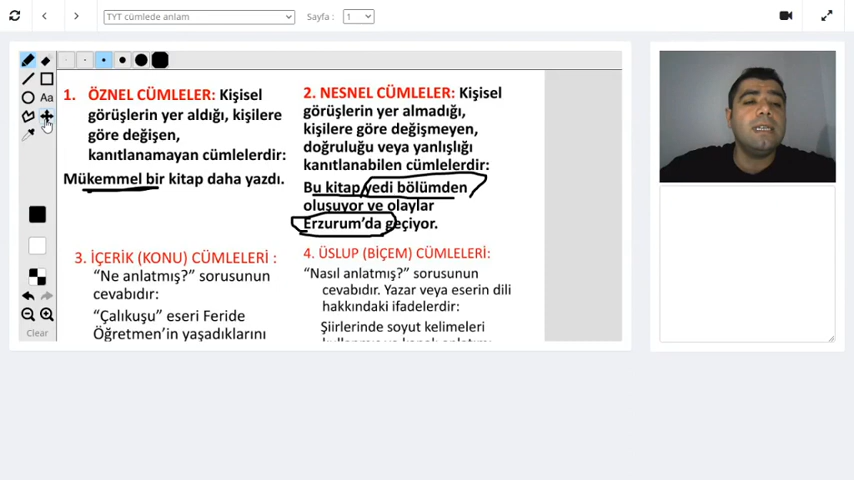 TYT cümlede anlam
Sayfa :
1
Aa
Clear
1. ÖZNEL CÜMLELER: Kişisel
görüşlerin yer aldığı, kişilere
göre değişen,
kanıtlanamayan cümlelerdir:
Mükemmel bir kitap daha yazdı.
2. NESNEL CÜMLELER: Kişisel
görüşlerin yer almadığı,
kişilere göre değişmeyen,
doğruluğu veya yanlışlığı
kanıtlanabilen cümlelerdir:
Bu kitap yedi bölümden
oluşuyor ve olaylar
Erzurum'da geçiyor.
3. İÇERİK (KONU) CÜMLELERİ :
“Ne anlatmış?” sorusunun
cevabıdır:
“Çalıkuşu” eseri Feride
Öğretmen’in yaşadıklarını
4. ÜSLUP (BİÇEM) CÜMLELERİ:
“Nasıl anlatmış?” sorusunun
cevabıdır. Yazar veya eserin dili
hakkındaki ifadelerdir:
Şiirlerinde soyut kelimeleri